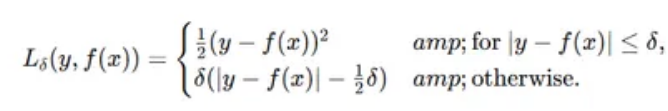 L_δ(y, f(x)) = { ½(y − f(x))² amp; for |y − f(x)| ≤ δ,
δ(|y − f(x)| − ½δ) amp; otherwise.